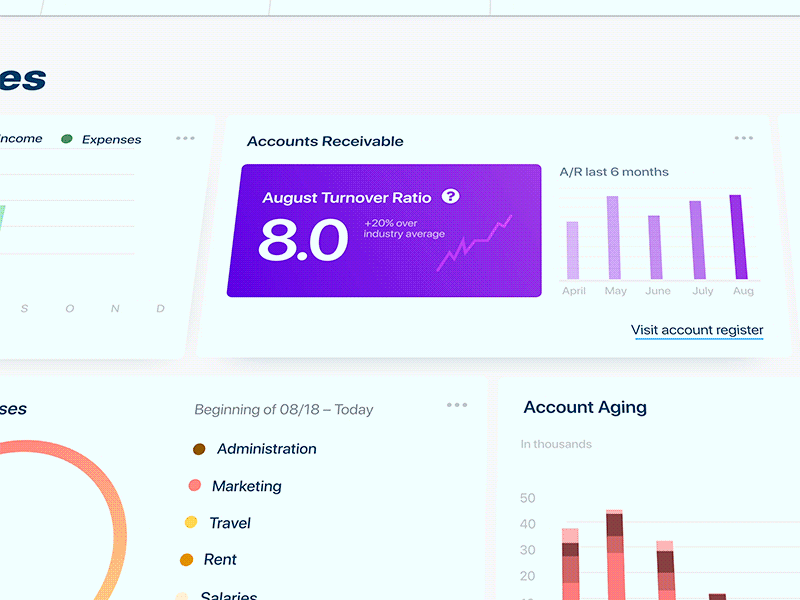 es
ncome
Expenses
S O N D
Accounts Receivable
August Turnover Ratio ?
8.0
+20% over
industry average
A/R last 6 months
April May June July Aug
Visit account register
ses
Beginning of 08/18 – Today
Administration
Marketing
Travel
Rent
Salaries
Account Aging
In thousands
50
40
30
20